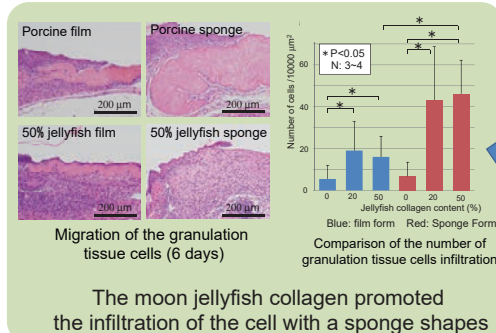 Porcine film
Porcine sponge
200 μm
200 μm
50% jellyfish film
50% jellyfish sponge
200 μm
200 μm
Migration of the granulation
tissue cells (6 days)
Number of cells /10000 μm²
60
40
20
0
* P<0.05
N: 3~4
*
*
*
*
*
0
20
50
0
20
50
Jellyfish collagen content (%)
Blue: film form Red: Sponge Form
Comparison of the number of
granulation tissue cells infiltration
The moon jellyfish collagen promoted
the infiltration of the cell with a sponge shapes